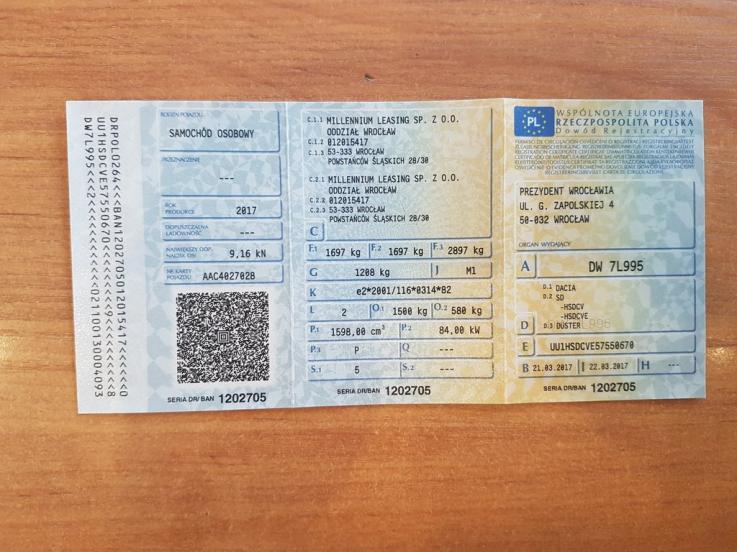 DRPOL0264<<BAN1202705012015417<<<<<0
UU1HSDCVE57550670
DW7L995<<2
0211001130004093
RODZAJ POJAZDU
SAMOCHÓD OSOBOWY
PRZEZNACZENIE
---
ROK PRODUKCJI
2017
DOPUSZCZALNA ŁADOWNOŚĆ
---
NAJWIĘKSZY DOP. NACISK OSI
9,16 kN
NR KARTY POJAZDU
AAC4027028
SERIA DR/BAN 1202705
C.1.1 MILLENNIUM LEASING SP. Z O.O.
ODDZIAŁ WROCŁAW
C.1.2 012015417
C.1.3 53-333 WROCŁAW
POWSTAŃCÓW ŚLĄSKICH 28/30
C.2.1 MILLENNIUM LEASING SP. Z O.O.
ODDZIAŁ WROCŁAW
C.2.2 012015417
C.2.3 53-333 WROCŁAW
POWSTAŃCÓW ŚLĄSKICH 28/30
C
F.1 1697 kg F.2 1697 kg F.3 2897 kg
G 1208 kg J M1
K e2*2001/116*0314*82
L 2 O.1 1500 kg O.2 580 kg
P.1 1598,00 cm³ P.2 84,00 kW
P.3 P Q ---
S.1 5 S.2 ---
SERIA DR/BAN 1202705
PL
WSPÓLNOTA EUROPEJSKA
RZECZPOSPOLITA POLSKA
Dowód Rejestracyjny
PREZYDENT WROCŁAWIA
UL. G. ZAPOLSKIEJ 4
50-032 WROCŁAW
ORGAN WYDAJĄCY
A DW 7L995
D.1 DACIA
D.2 SD
-HSDCV
-HSDCVE
D D.3 DUSTER
E UU1HSDCVE57550670
B 21.03.2017 I 22.03.2017 H ---
SERIA DR/BAN 1202705